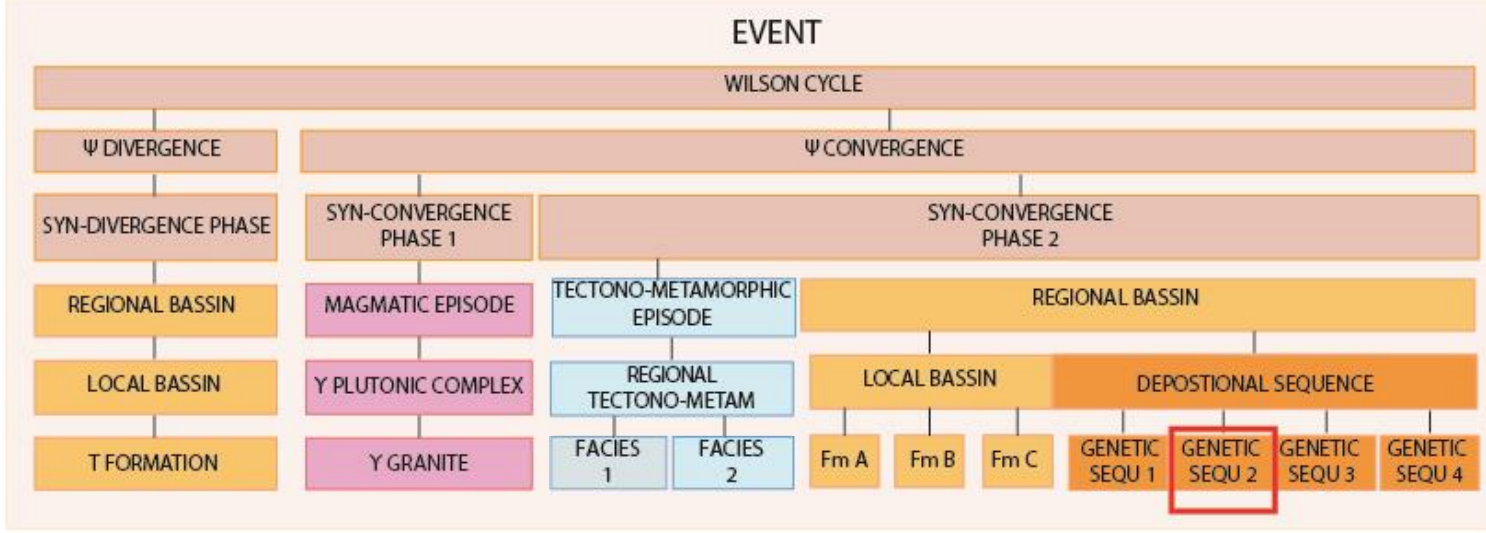 EVENT
WILSON CYCLE
Ψ DIVERGENCE
Ψ CONVERGENCE
SYN-DIVERGENCE PHASE
SYN-CONVERGENCE
PHASE 1
SYN-CONVERGENCE
PHASE 2
REGIONAL BASSIN
MAGMATIC EPISODE
TECTONO-METAMORPHIC
EPISODE
REGIONAL BASSIN
LOCAL BASSIN
Y PLUTONIC COMPLEX
REGIONAL
TECTONO-METAM
LOCAL BASSIN
DEPOSTIONAL SEQUENCE
T FORMATION
Y GRANITE
FACIES
1
FACIES
2
Fm A
Fm B
Fm C
GENETIC
SEQU 1
GENETIC
SEQU 2
GENETIC
SEQU 3
GENETIC
SEQU 4